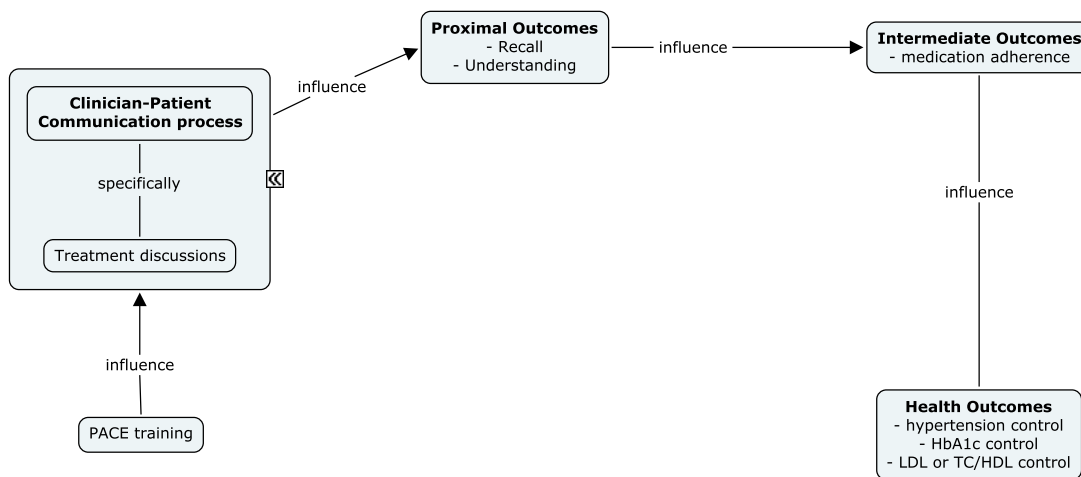 Proximal Outcomes
- Recall
- Understanding
influence
Intermediate Outcomes
- medication adherence
influence
Clinician-Patient
Communication process
specifically
Treatment discussions
influence
Health Outcomes
- hypertension control
- HbA1c control
- LDL or TC/HDL control
influence
PACE training